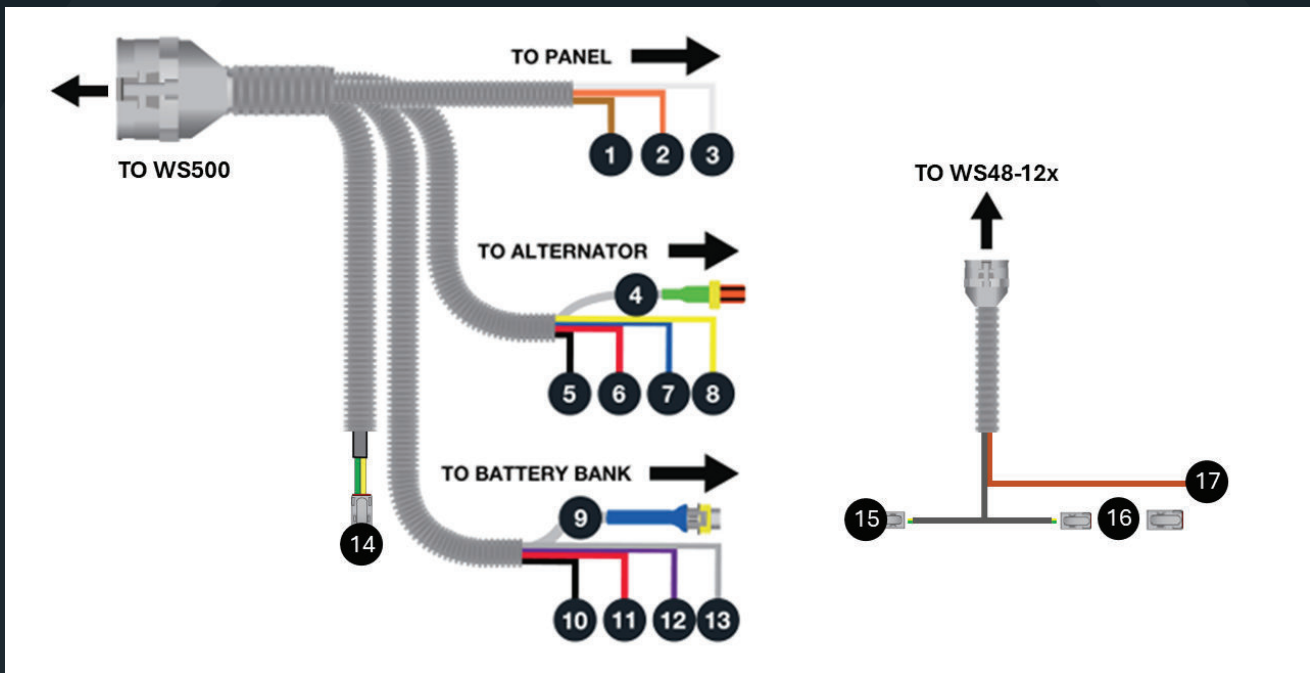 TO PANEL
TO WS500
1 2 3
TO ALTERNATOR
4
5 6 7 8
TO BATTERY BANK
9
14
10 11 12 13
TO WS48-12x
17
15 16